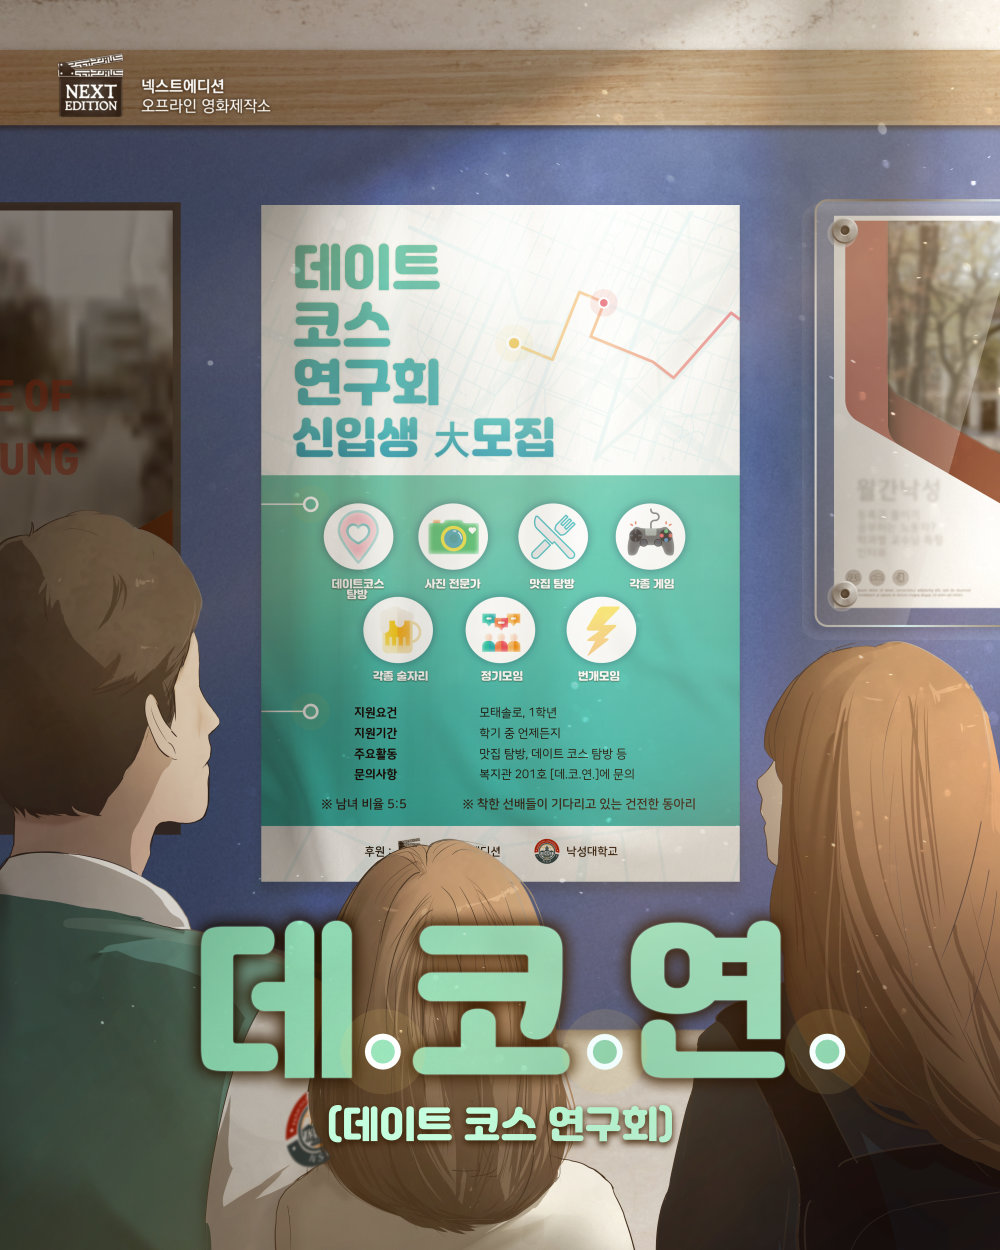 NEXT
EDITION
넥스트에디션
오프라인 영화제작소
E OF
UNG
데이트
코스
연구회
신입생 大모집
데이트코스
탐방
사진 전문가
맛집 탐방
각종 게임
각종 술자리
정기모임
번개모임
지원요건 모태솔로, 1학년
지원기간 학기 중 언제든지
주요활동 맛집 탐방, 데이트 코스 탐방 등
문의사항 복지관 201호 [데.코.연.]에 문의
※ 남녀 비율 5:5 ※ 착한 선배들이 기다리고 있는 건전한 동아리
후원 : 디션 낙성대학교
월간낙성
데.코.연.
(데이트 코스 연구회)